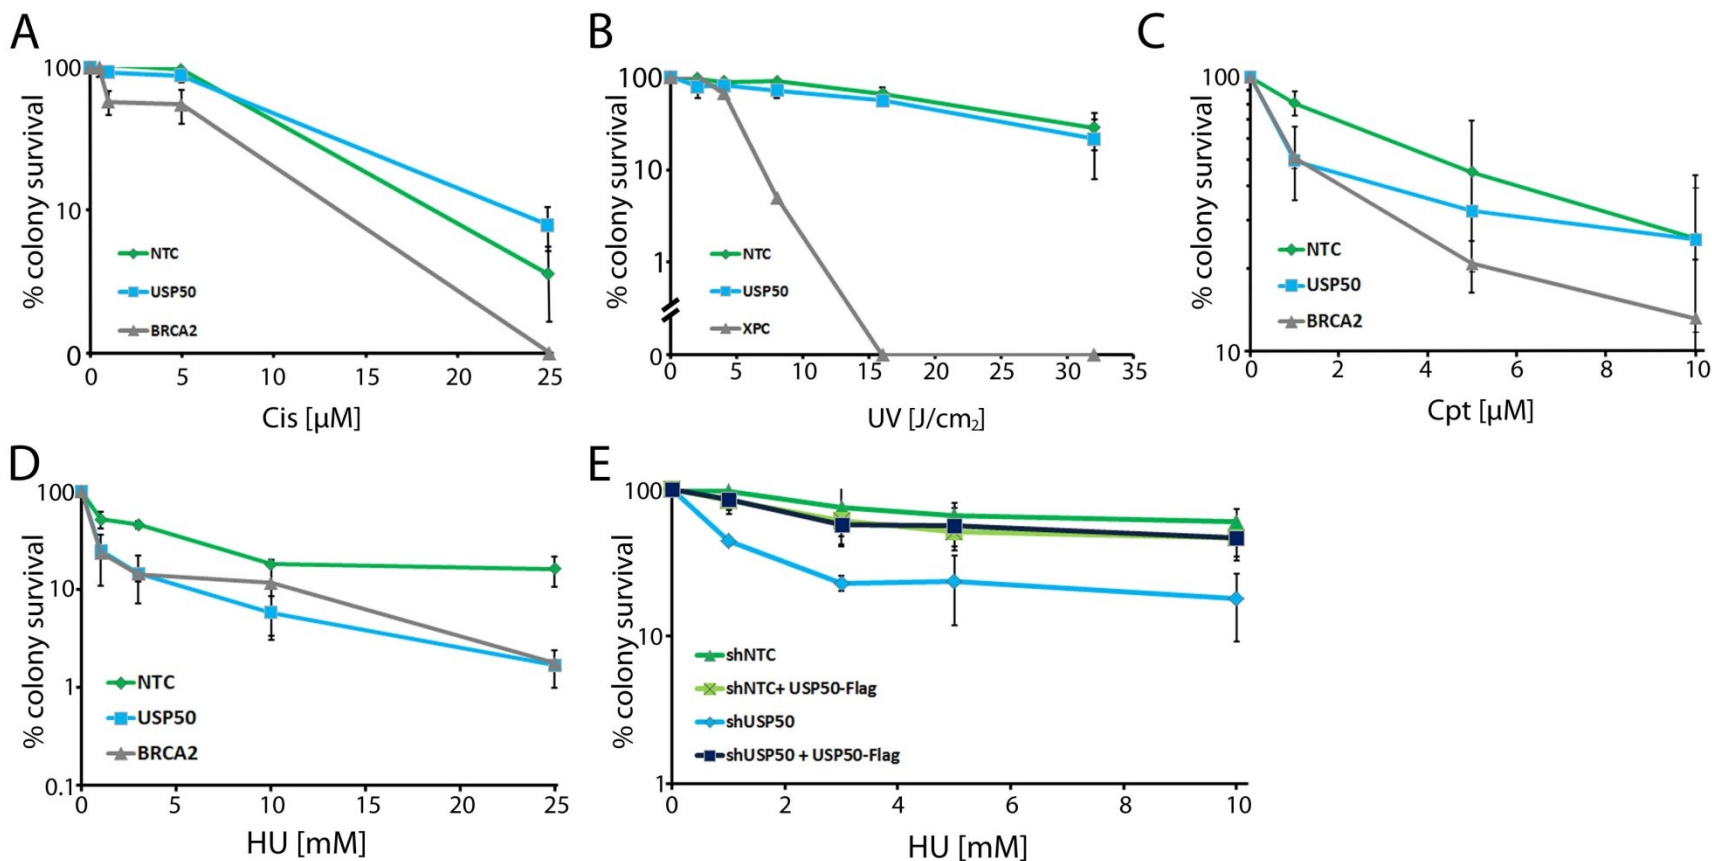 A
% colony survival
100
10
0
NTC
USP50
BRCA2
0 5 10 15 20 25
Cis [µM]
B
% colony survival
100
10
1
0
NTC
USP50
XPC
0 5 10 15 20 25 30 35
UV [J/cm₂]
C
% colony survival
100
10
NTC
USP50
BRCA2
0 2 4 6 8 10
Cpt [µM]
D
% colony survival
100
10
1
0.1
NTC
USP50
BRCA2
0 5 10 15 20 25
HU [mM]
E
% colony survival
100
10
1
shNTC
shNTC+ USP50-Flag
shUSP50
shUSP50 + USP50-Flag
0 2 4 6 8 10
HU [mM]